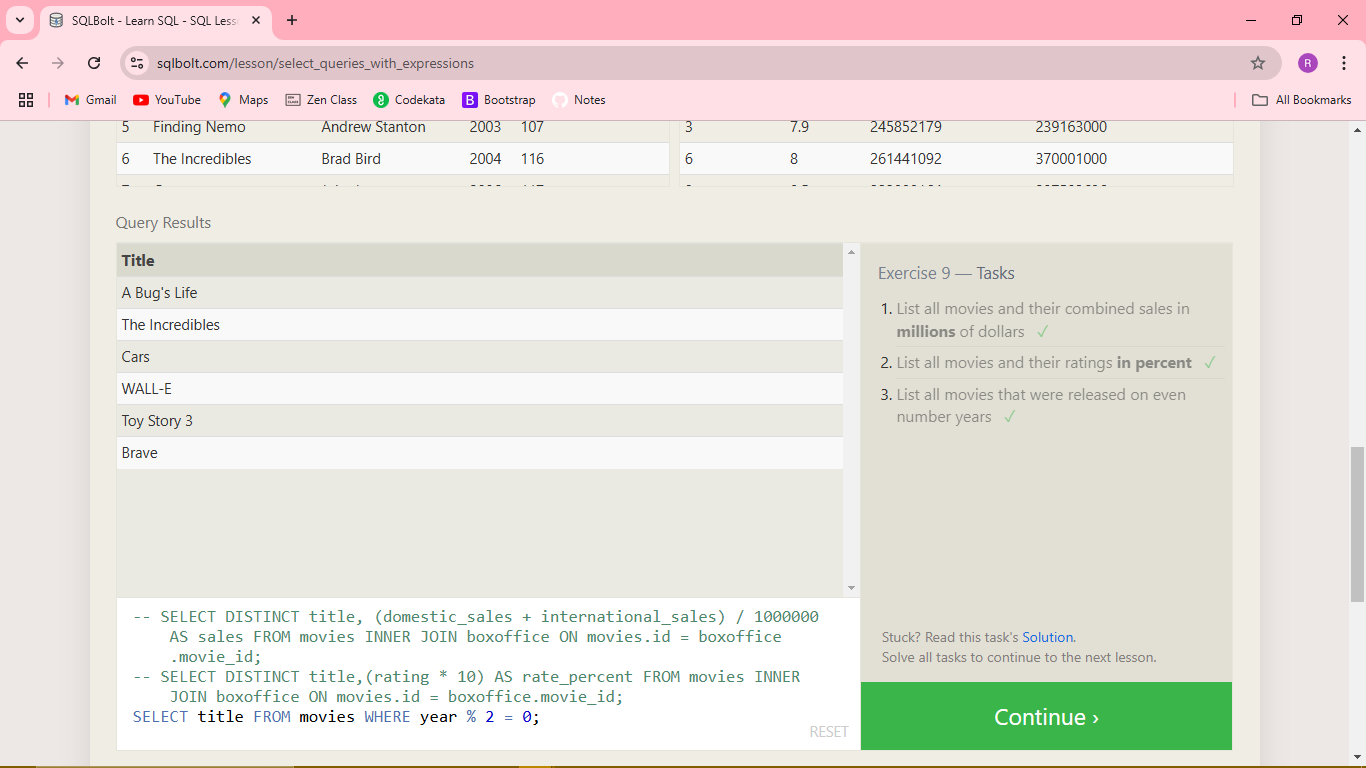 SQLBolt - Learn SQL - SQL Less
sqlbolt.com/lesson/select_queries_with_expressions
R
Gmail YouTube Maps Zen Class Codekata Bootstrap Notes All Bookmarks
5 Finding Nemo Andrew Stanton 2003 107
3 7.9 245852179 239163000
6 The Incredibles Brad Bird 2004 116
6 8 261441092 370001000
Query Results
Title
A Bug's Life
The Incredibles
Cars
WALL-E
Toy Story 3
Brave
Exercise 9 — Tasks
1. List all movies and their combined sales in
millions of dollars ✓
2. List all movies and their ratings in percent ✓
3. List all movies that were released on even
number years ✓
-- SELECT DISTINCT title, (domestic_sales + international_sales) / 1000000
AS sales FROM movies INNER JOIN boxoffice ON movies.id = boxoffice
.movie_id;
-- SELECT DISTINCT title,(rating * 10) AS rate_percent FROM movies INNER
JOIN boxoffice ON movies.id = boxoffice.movie_id;
SELECT title FROM movies WHERE year % 2 = 0;
RESET
Stuck? Read this task's Solution.
Solve all tasks to continue to the next lesson.
Continue ›